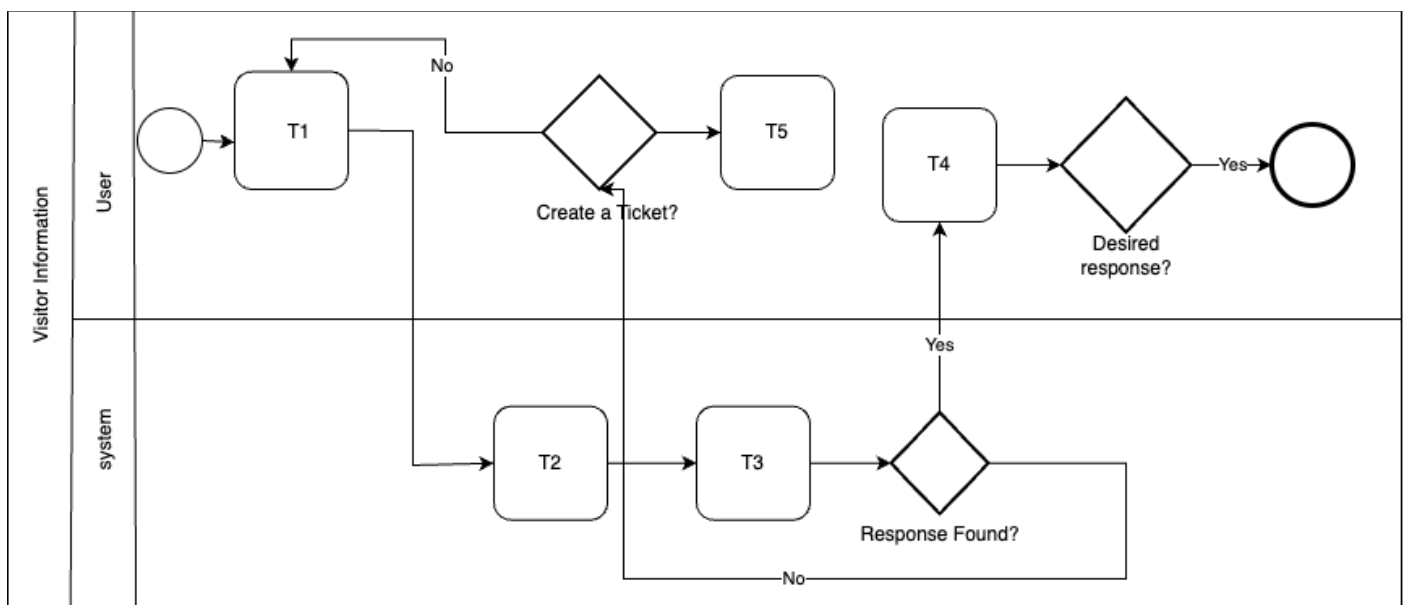 Visitor Information
User
No
T1
T5
T4
Yes
Create a Ticket?
Desired
response?
system
Yes
T2
T3
Response Found?
No